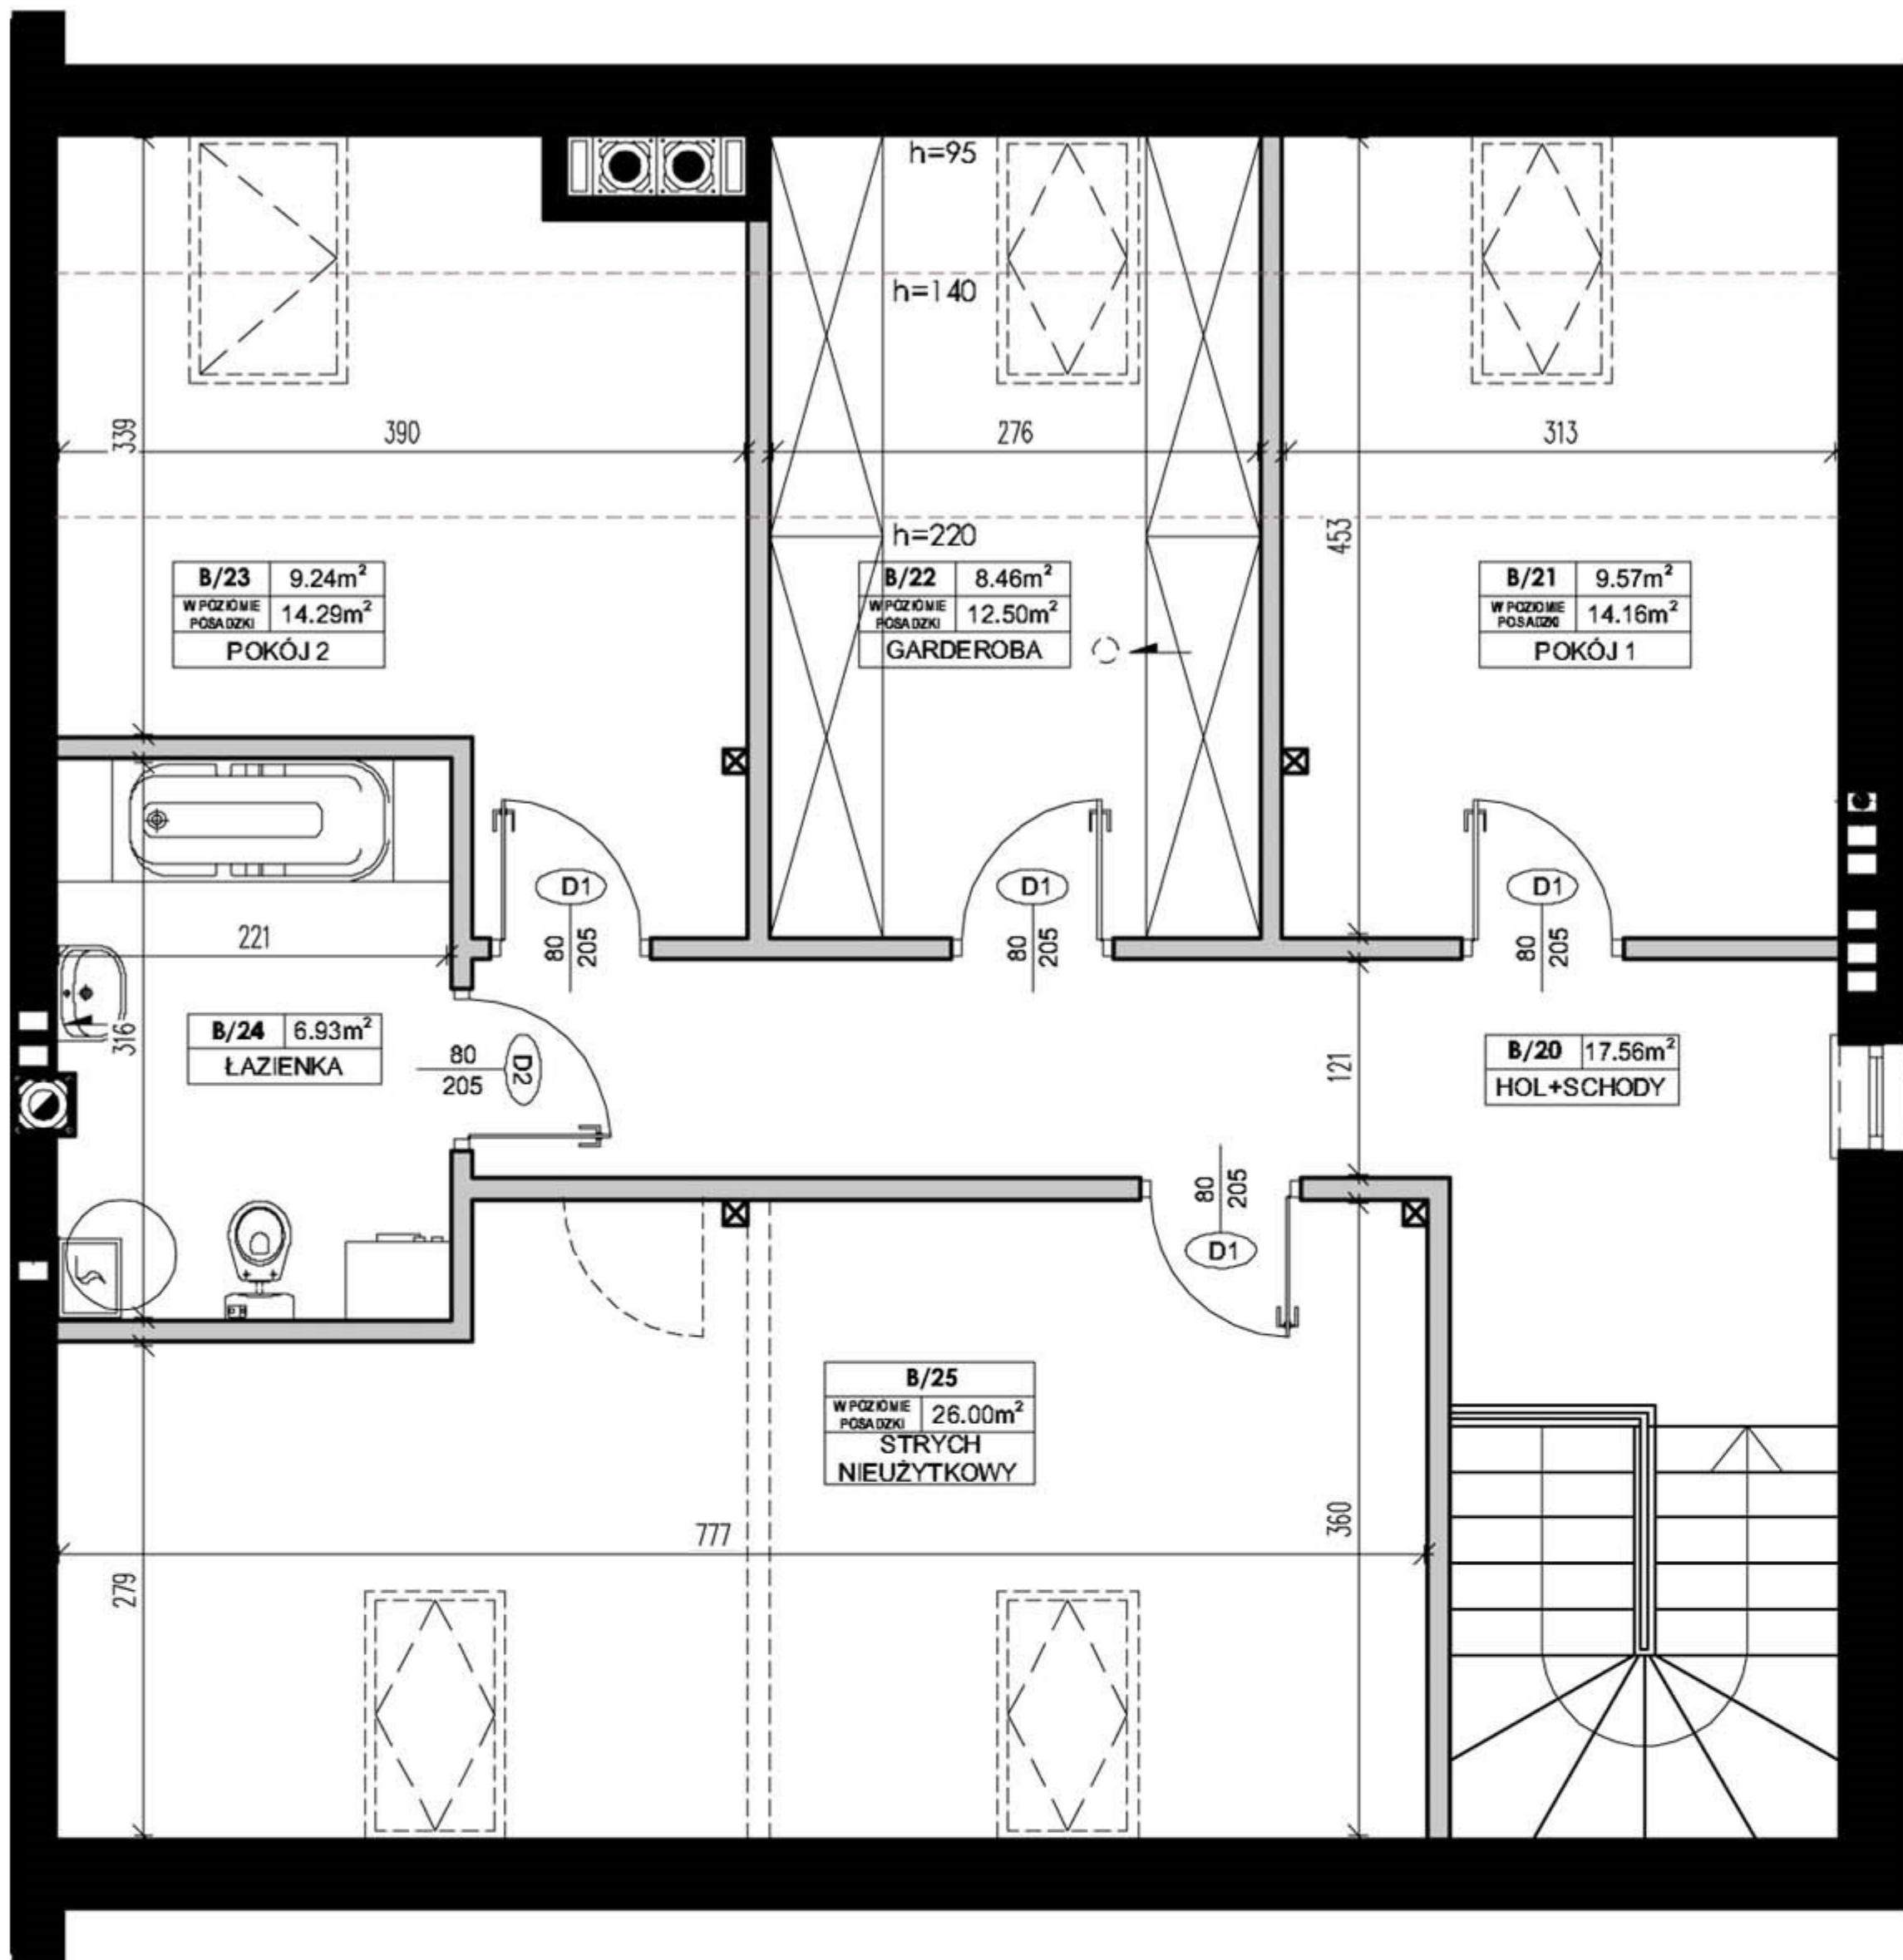 h=95
h=140
339
390
276
313
453
h=220
B/23 9.24m²
W POZIOMIE POSADZKI 14.29m²
POKÓJ 2
B/22 8.46m²
W POZIOMIE POSADZKI 12.50m²
GARDEROBA
B/21 9.57m²
W POZIOMIE POSADZKI 14.16m²
POKÓJ 1
D1
80
205
D1
80
205
D1
80
205
221
316
B/24 6.93m²
ŁAZIENKA
80
205
D2
121
B/20 17.56m²
HOL+SCHODY
80
205
D1
B/25
W POZIOMIE POSADZKI 26.00m²
STRYCH
NIEUŻYTKOWY
777
360
279